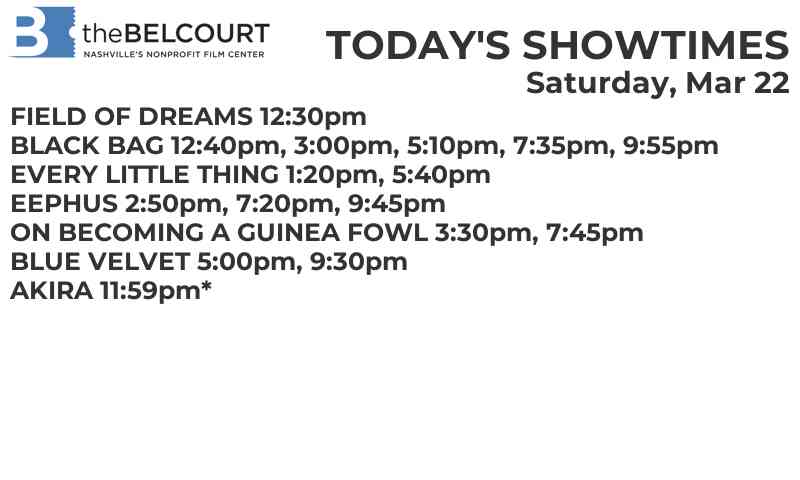 B theBELCOURT
NASHVILLE'S NONPROFIT FILM CENTER
TODAY'S SHOWTIMES
Saturday, Mar 22
FIELD OF DREAMS 12:30pm
BLACK BAG 12:40pm, 3:00pm, 5:10pm, 7:35pm, 9:55pm
EVERY LITTLE THING 1:20pm, 5:40pm
EEPHUS 2:50pm, 7:20pm, 9:45pm
ON BECOMING A GUINEA FOWL 3:30pm, 7:45pm
BLUE VELVET 5:00pm, 9:30pm
AKIRA 11:59pm*